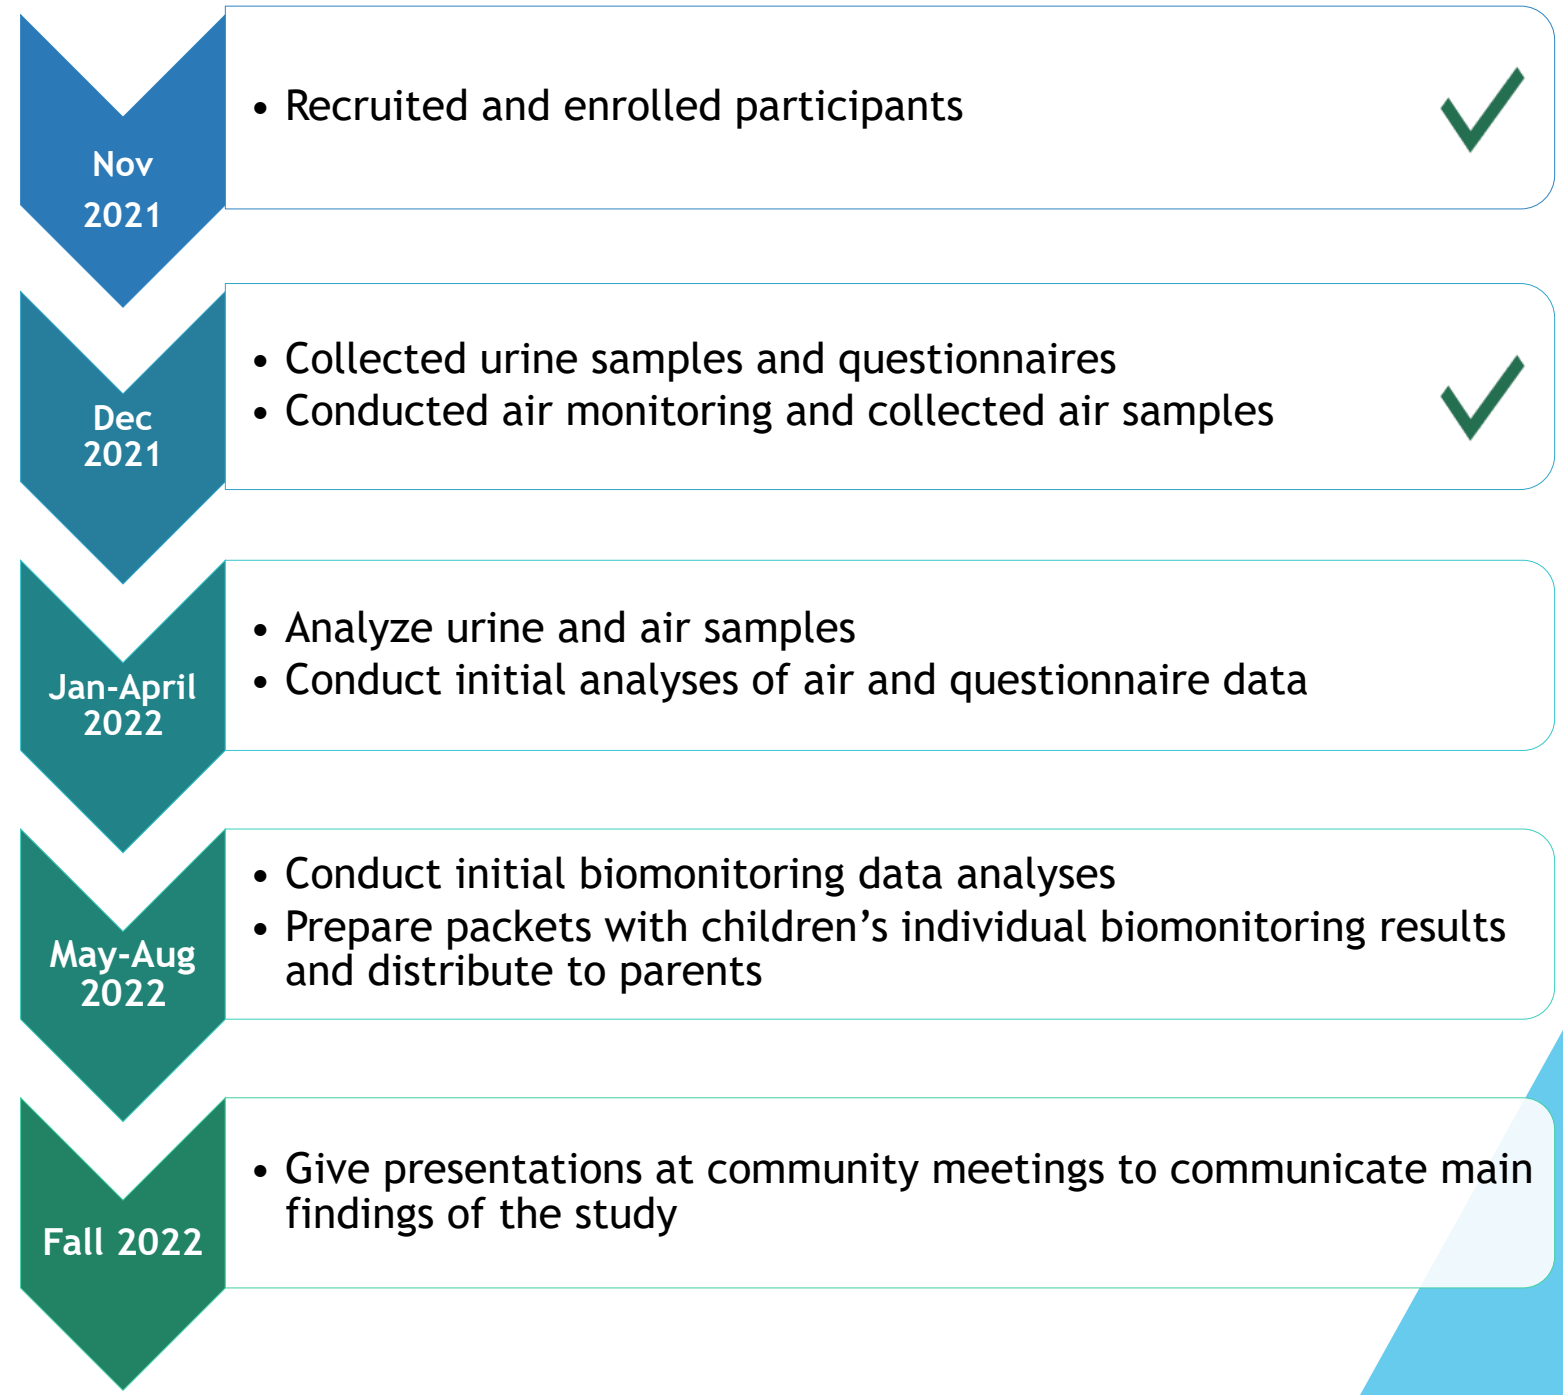 Nov
2021
• Recruited and enrolled participants
Dec
2021
• Collected urine samples and questionnaires
• Conducted air monitoring and collected air samples
Jan-April
2022
• Analyze urine and air samples
• Conduct initial analyses of air and questionnaire data
May-Aug
2022
• Conduct initial biomonitoring data analyses
• Prepare packets with children’s individual biomonitoring results
and distribute to parents
Fall 2022
• Give presentations at community meetings to communicate main
findings of the study